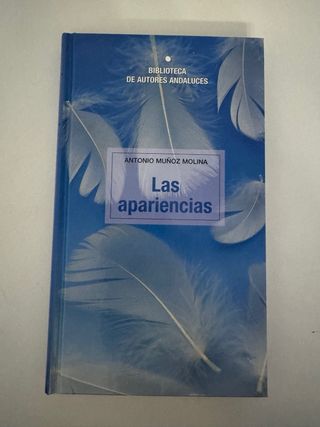 BIBLIOTECA
DE AUTORES ANDALUCES
ANTONIO MUÑOZ MOLINA
Las
apariencias